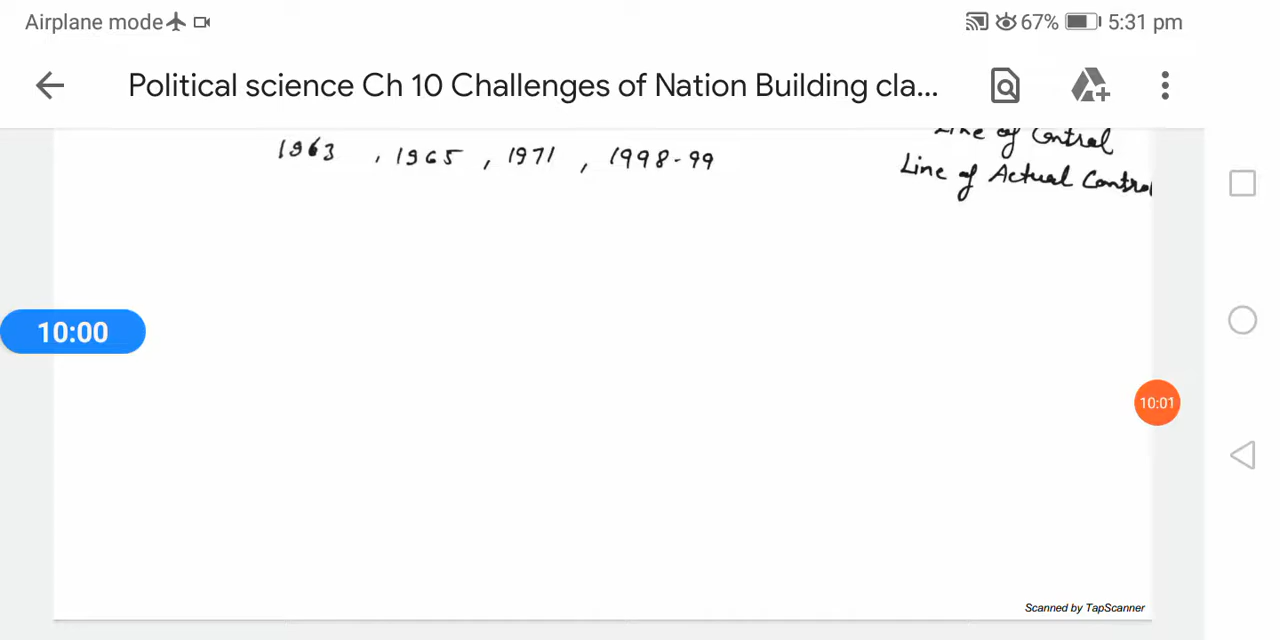 Airplane mode 67% 5:31 pm
Political science Ch 10 Challenges of Nation Building cla...
Line of Control
1963 , 1965 , 1971 , 1998-99
Line of Actual Control
10:00
10:01
Scanned by TapScanner